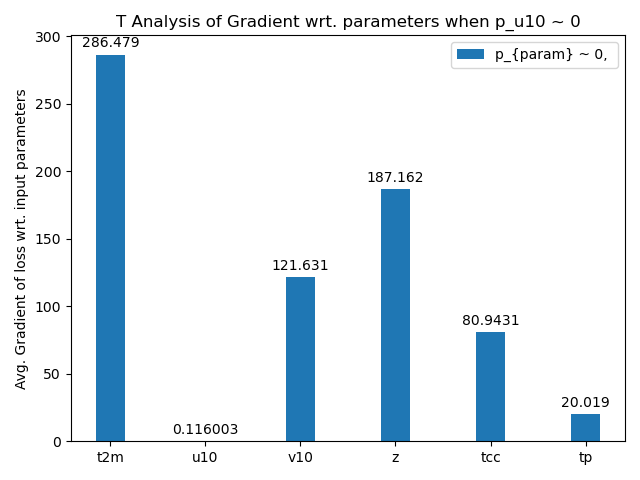 T Analysis of Gradient wrt. parameters when p_u10 ~ 0
p_{param} ~ 0,
Avg. Gradient of loss wrt. input parameters
300
250
200
150
100
50
0
286.479
0.116003
121.631
187.162
80.9431
20.019
t2m
u10
v10
z
tcc
tp